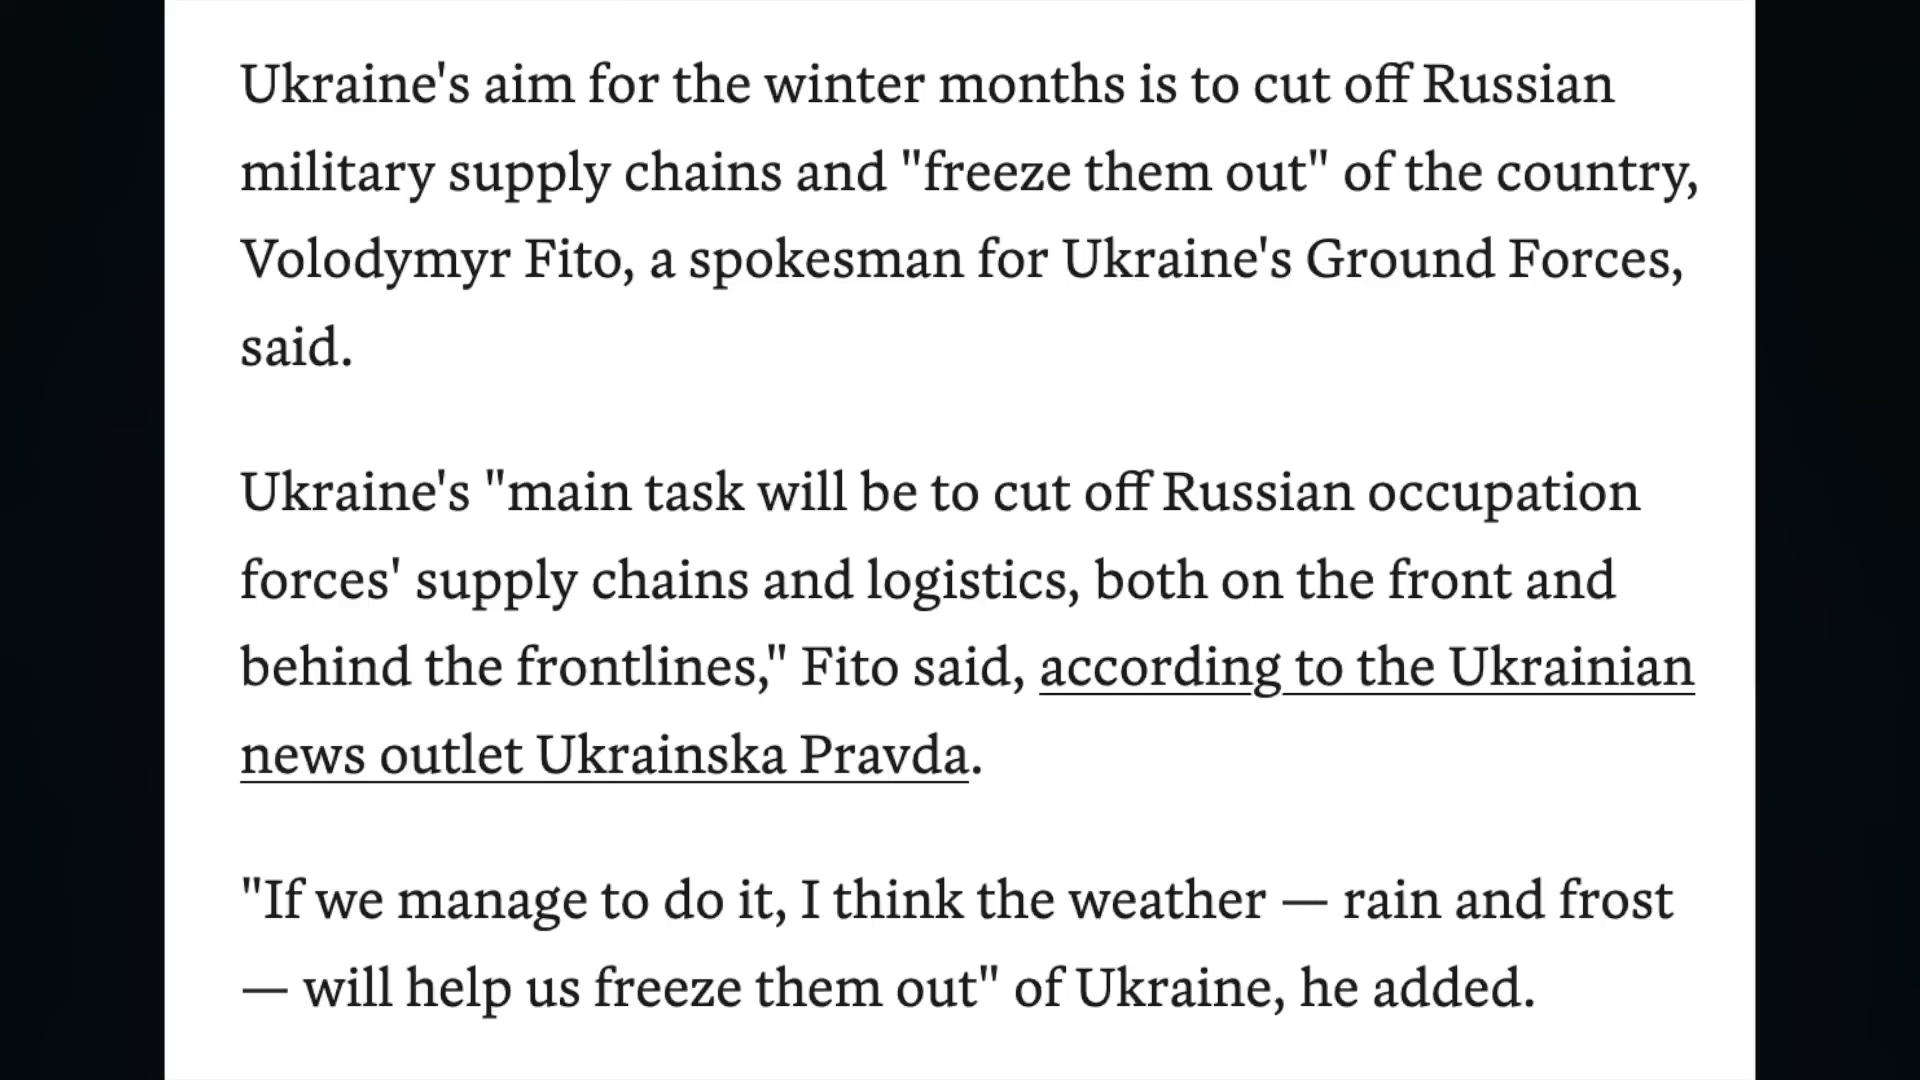 Ukraine's aim for the winter months is to cut off Russian
military supply chains and "freeze them out" of the country,
Volodymyr Fito, a spokesman for Ukraine's Ground Forces,
said.
Ukraine's "main task will be to cut off Russian occupation
forces' supply chains and logistics, both on the front and
behind the frontlines," Fito said, according to the Ukrainian
news outlet Ukrainska Pravda.
"If we manage to do it, I think the weather — rain and frost
— will help us freeze them out" of Ukraine, he added.